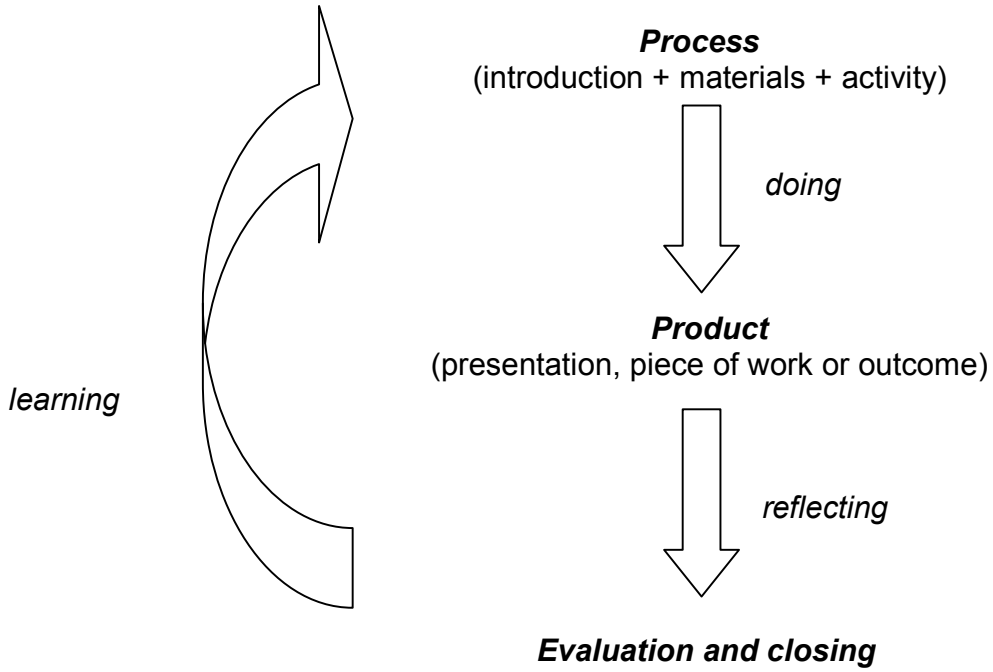 Process
(introduction + materials + activity)
doing
Product
(presentation, piece of work or outcome)
learning
reflecting
Evaluation and closing